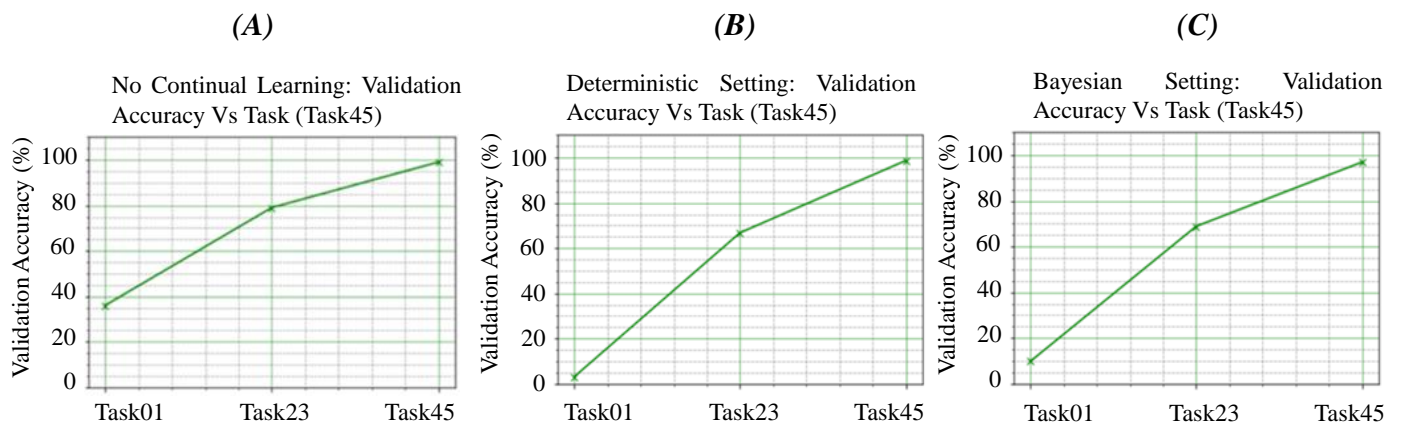 (A)
No Continual Learning: Validation
Accuracy Vs Task (Task45)
Validation Accuracy (%)
100
80
60
40
20
0
Task01 Task23 Task45
(B)
Deterministic Setting: Validation
Accuracy Vs Task (Task45)
Validation Accuracy (%)
100
80
60
40
20
0
Task01 Task23 Task45
(C)
Bayesian Setting: Validation
Accuracy Vs Task (Task45)
Validation Accuracy (%)
100
80
60
40
20
0
Task01 Task23 Task45